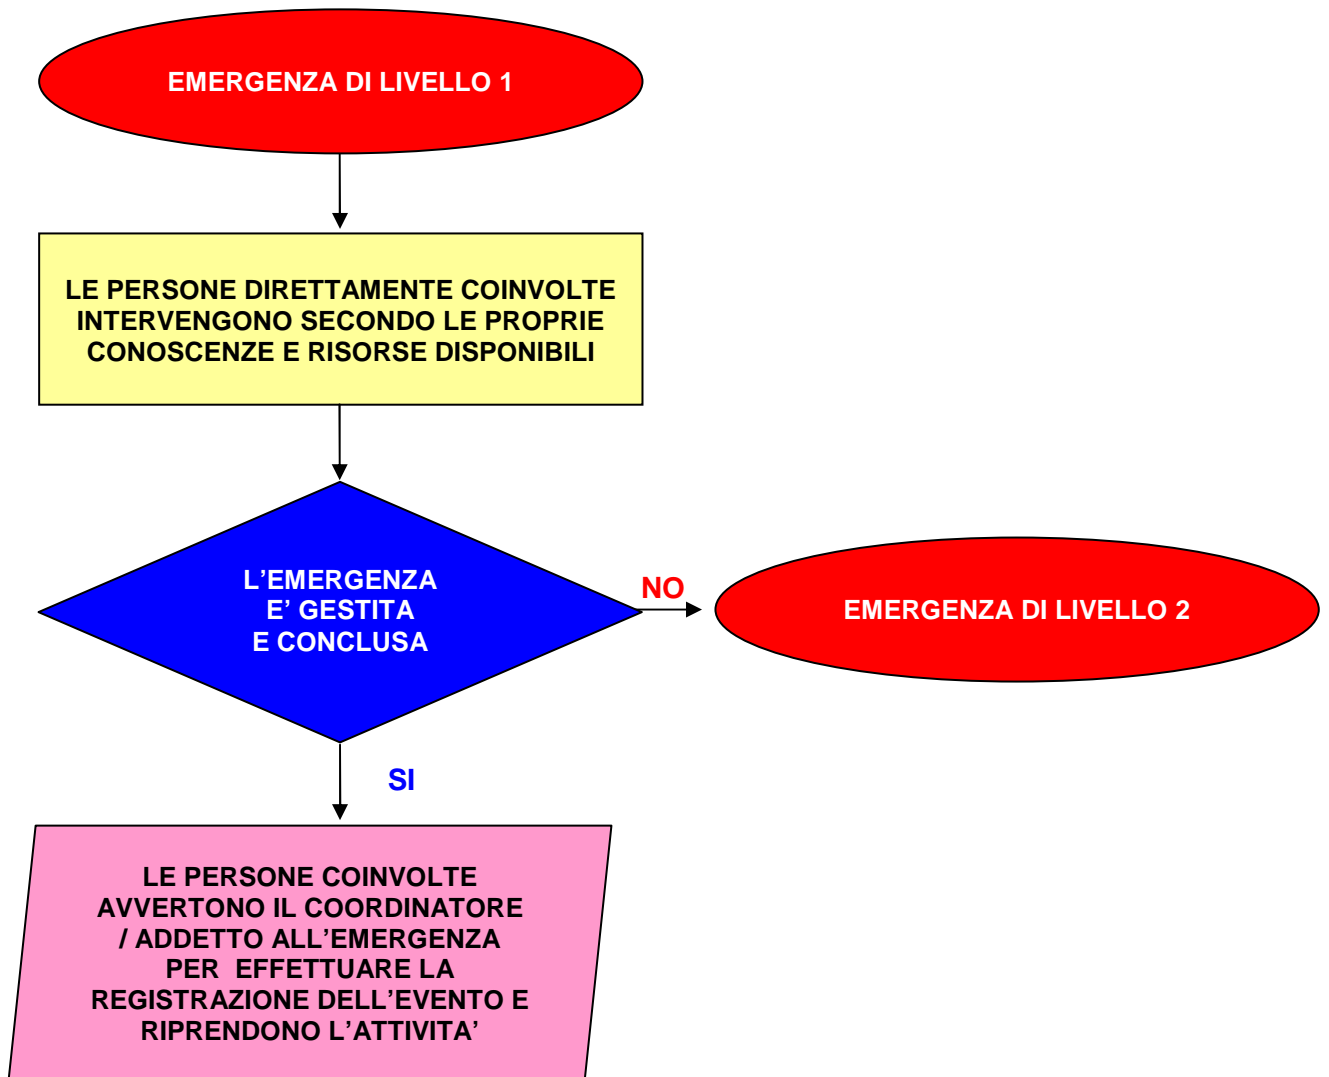 EMERGENZA DI LIVELLO 1
LE PERSONE DIRETTAMENTE COINVOLTE
INTERVENGONO SECONDO LE PROPRIE
CONOSCENZE E RISORSE DISPONIBILI
L’EMERGENZA
E’ GESTITA
E CONCLUSA
NO
EMERGENZA DI LIVELLO 2
SI
LE PERSONE COINVOLTE
AVVERTONO IL COORDINATORE
/ ADDETTO ALL’EMERGENZA
PER EFFETTUARE LA
REGISTRAZIONE DELL’EVENTO E
RIPRENDONO L’ATTIVITA’